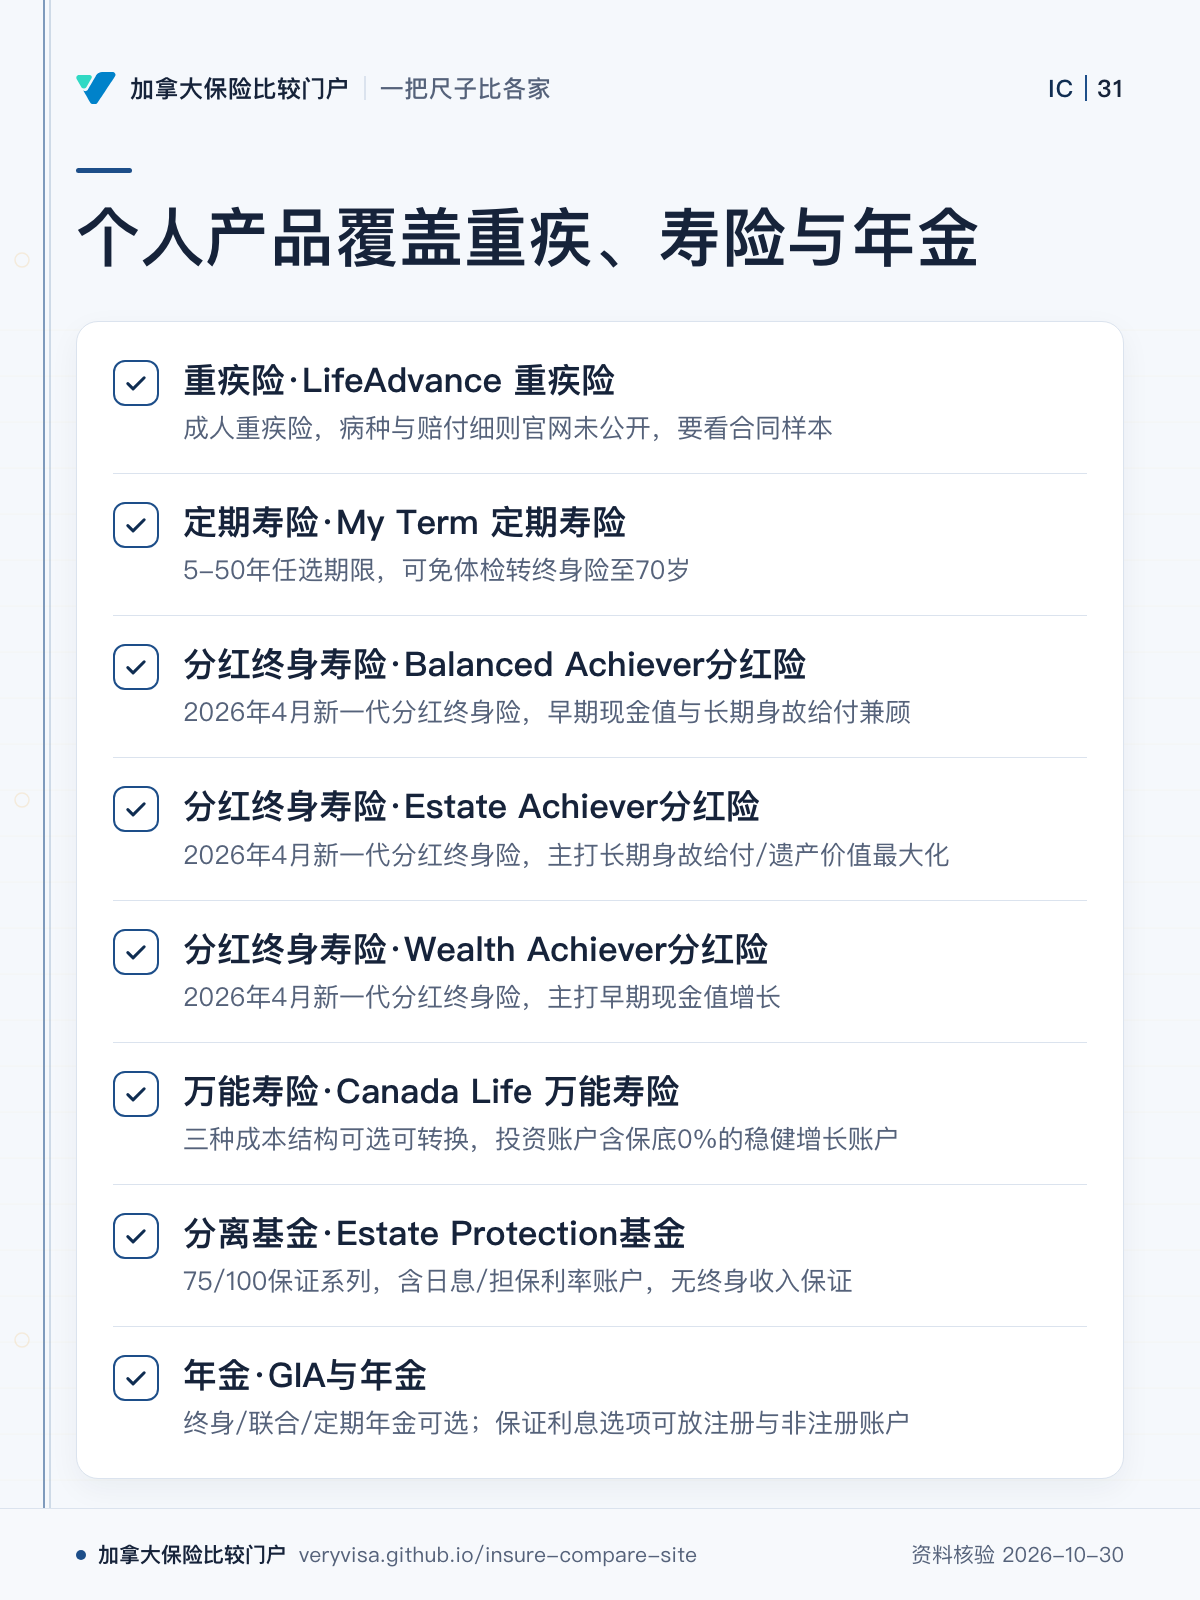 加拿大保险比较门户 一把尺子比各家
IC 31
个人产品覆盖重疾、寿险与年金
重疾险·LifeAdvance 重疾险
成人重疾险，病种与赔付细则官网未公开，要看合同样本
定期寿险·My Term 定期寿险
5–50年任选期限，可免体检转终身险至70岁
分红终身寿险·Balanced Achiever分红险
2026年4月新一代分红终身险，早期现金值与长期身故给付兼顾
分红终身寿险·Estate Achiever分红险
2026年4月新一代分红终身险，主打长期身故给付/遗产价值最大化
分红终身寿险·Wealth Achiever分红险
2026年4月新一代分红终身险，主打早期现金值增长
万能寿险·Canada Life 万能寿险
三种成本结构可选可转换，投资账户含保底0%的稳健增长账户
分离基金·Estate Protection基金
75/100保证系列，含日息/担保利率账户，无终身收入保证
年金·GIA与年金
终身/联合/定期年金可选；保证利息选项可放注册与非注册账户
加拿大保险比较门户 veryvisa.github.io/insure-compare-site
资料核验 2026-10-30